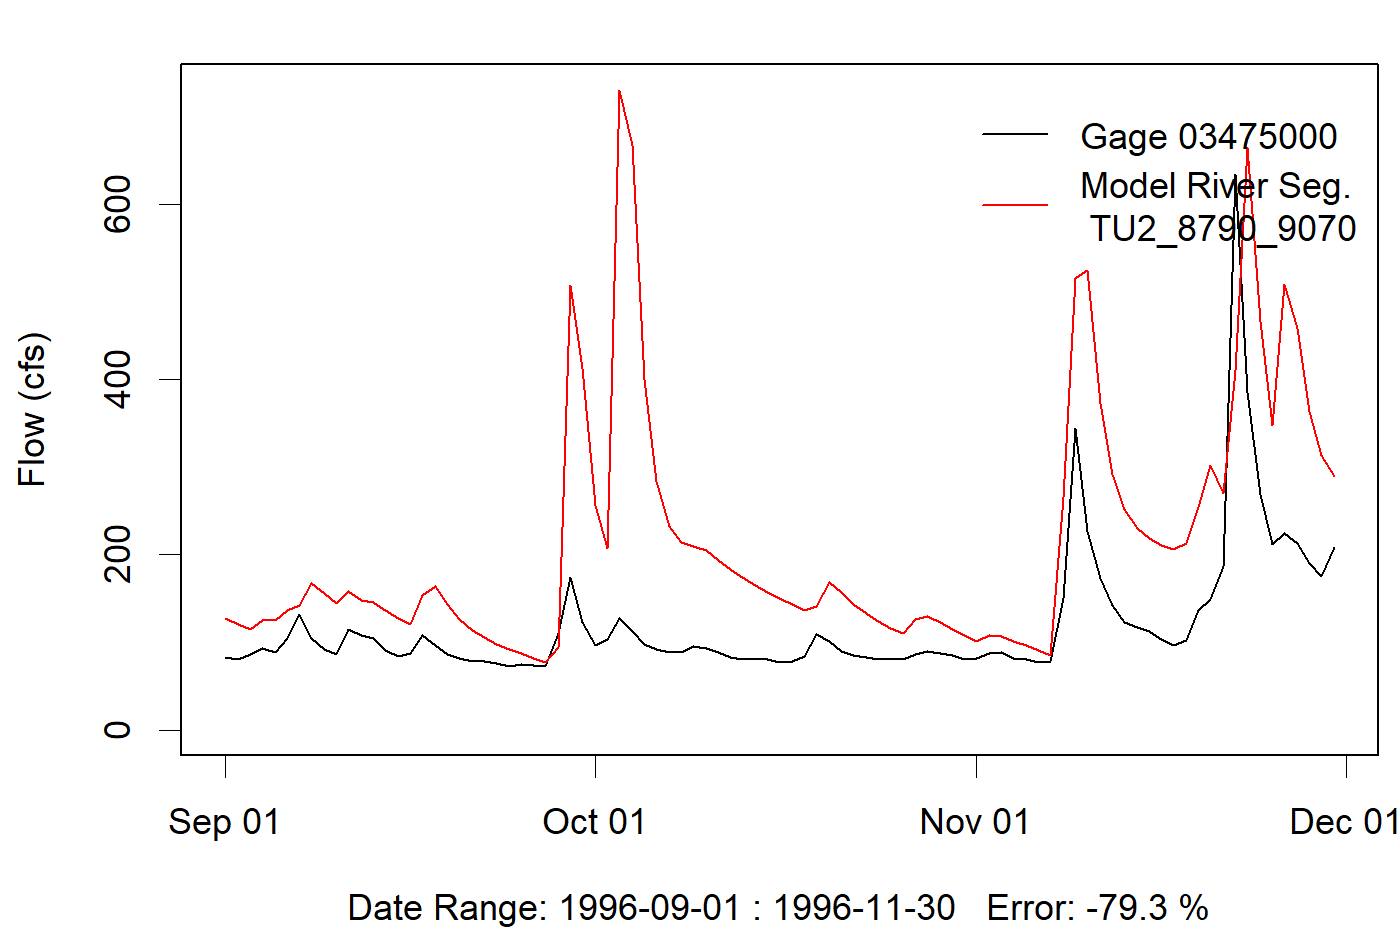 Gage 03475000
Model River Seg.
TU2_8790_9070
Flow (cfs)
600
400
200
0
Sep 01
Oct 01
Nov 01
Dec 01
Date Range: 1996-09-01 : 1996-11-30 Error: -79.3 %